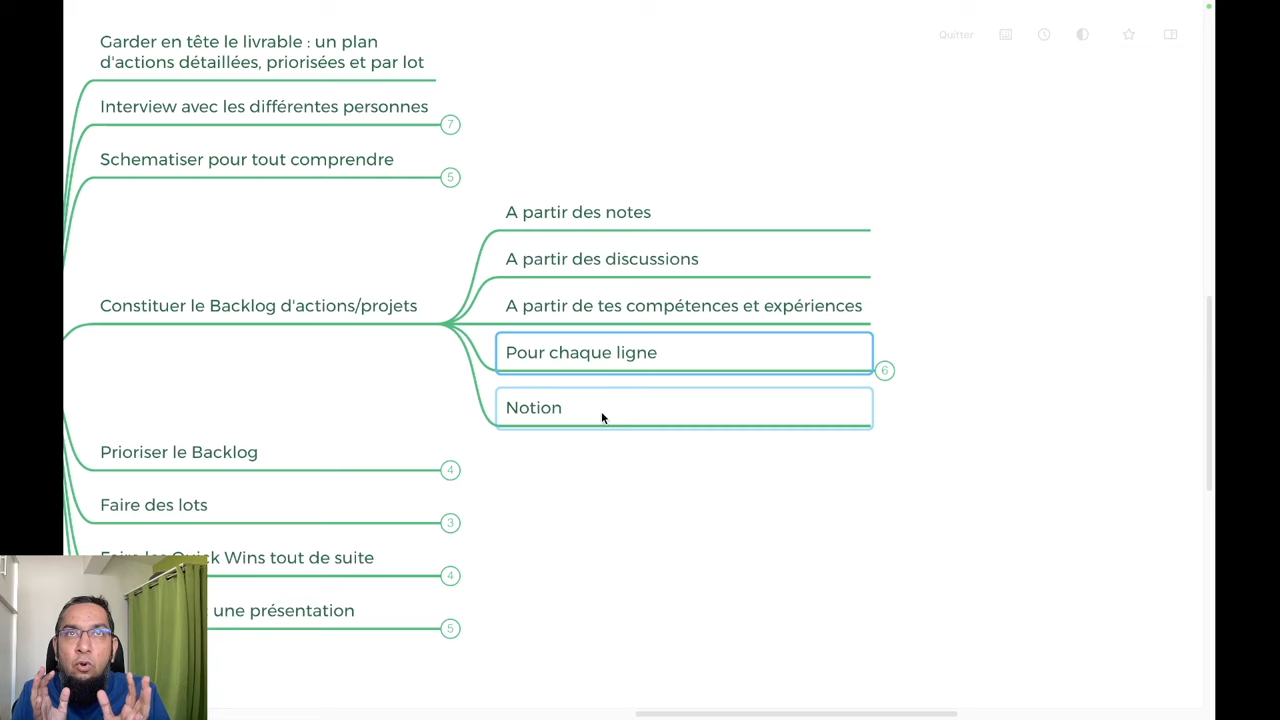 Quitter
Garder en tête le livrable : un plan
d'actions détaillées, priorisées et par lot
Interview avec les différentes personnes
7
Schematiser pour tout comprendre
5
Constituer le Backlog d'actions/projets
A partir des notes
A partir des discussions
A partir de tes compétences et expériences
Pour chaque ligne
6
Notion
Prioriser le Backlog
4
Faire des lots
3
Quick Wins tout de suite
4
une présentation
5